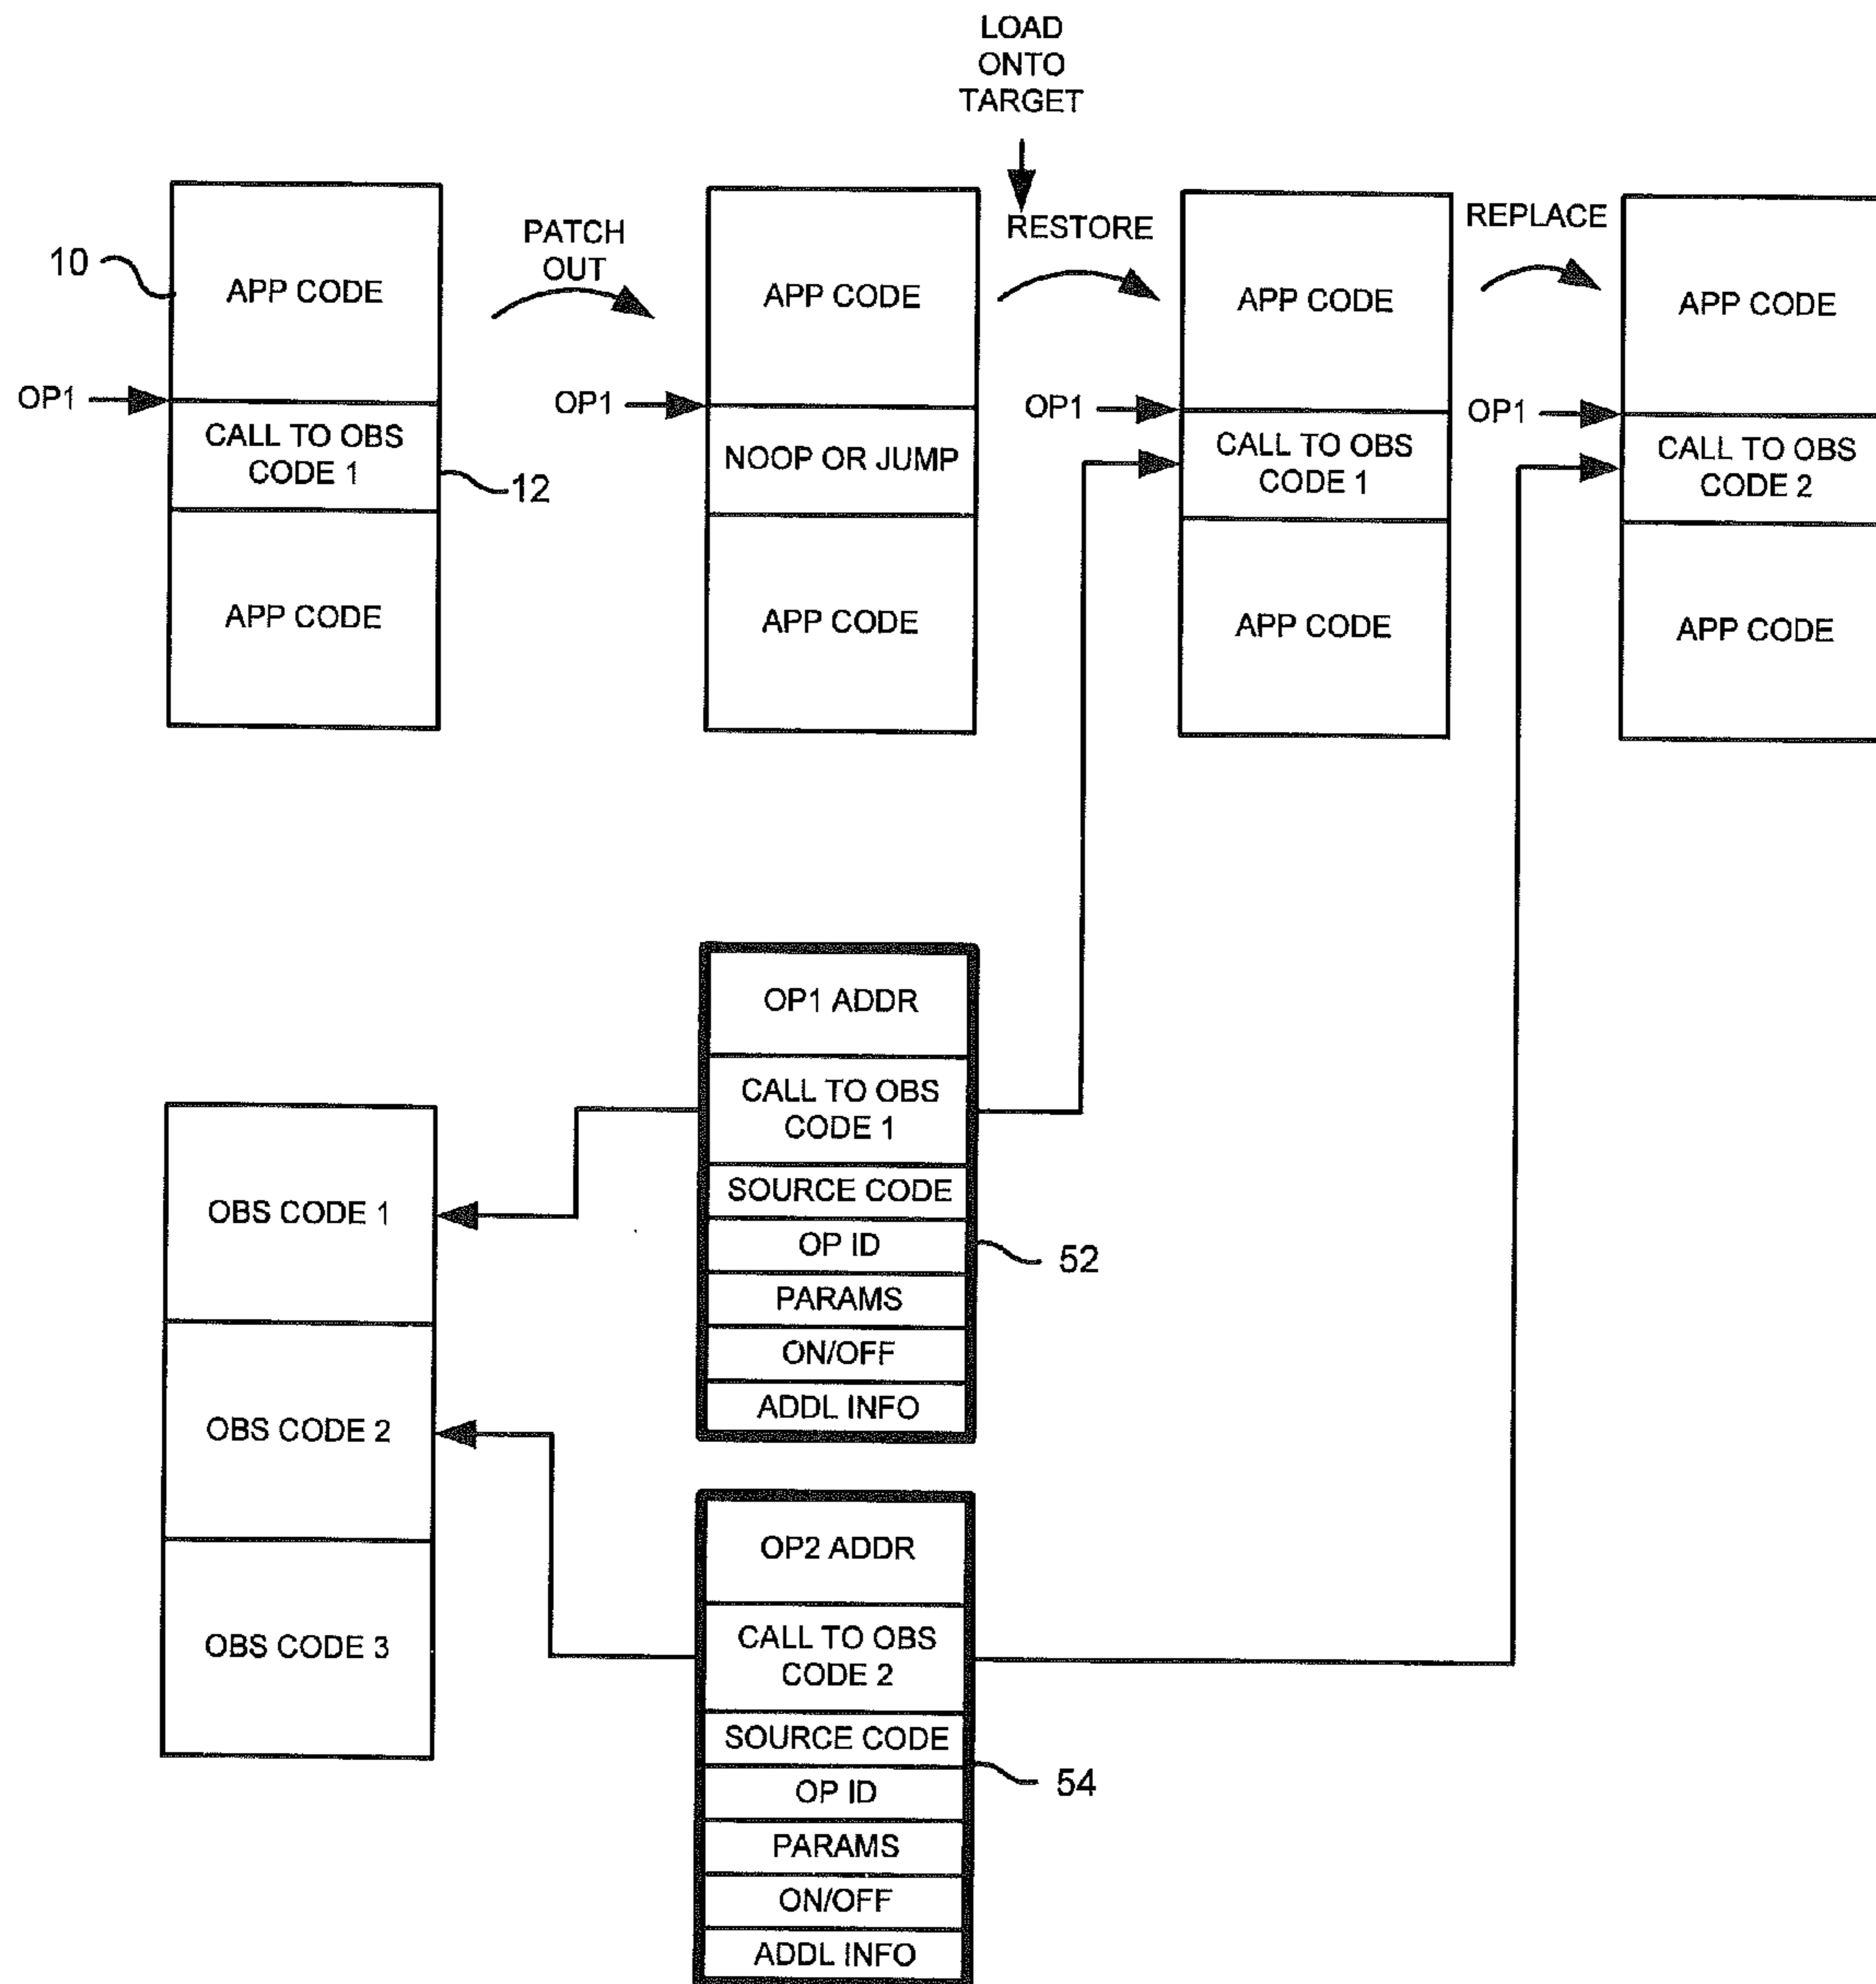 LOAD
ONTO
TARGET
PATCH
OUT
RESTORE
REPLACE
10
APP CODE
APP CODE
APP CODE
APP CODE
OP1
OP1
OP1
OP1
CALL TO OBS
CODE 1
12
NOOP OR JUMP
CALL TO OBS
CODE 1
CALL TO OBS
CODE 2
APP CODE
APP CODE
APP CODE
APP CODE
OP1 ADDR
CALL TO OBS
CODE 1
SOURCE CODE
OP ID
52
PARAMS
ON/OFF
ADDL INFO
OBS CODE 1
OBS CODE 2
OBS CODE 3
OP2 ADDR
CALL TO OBS
CODE 2
SOURCE CODE
54
OP ID
PARAMS
ON/OFF
ADDL INFO